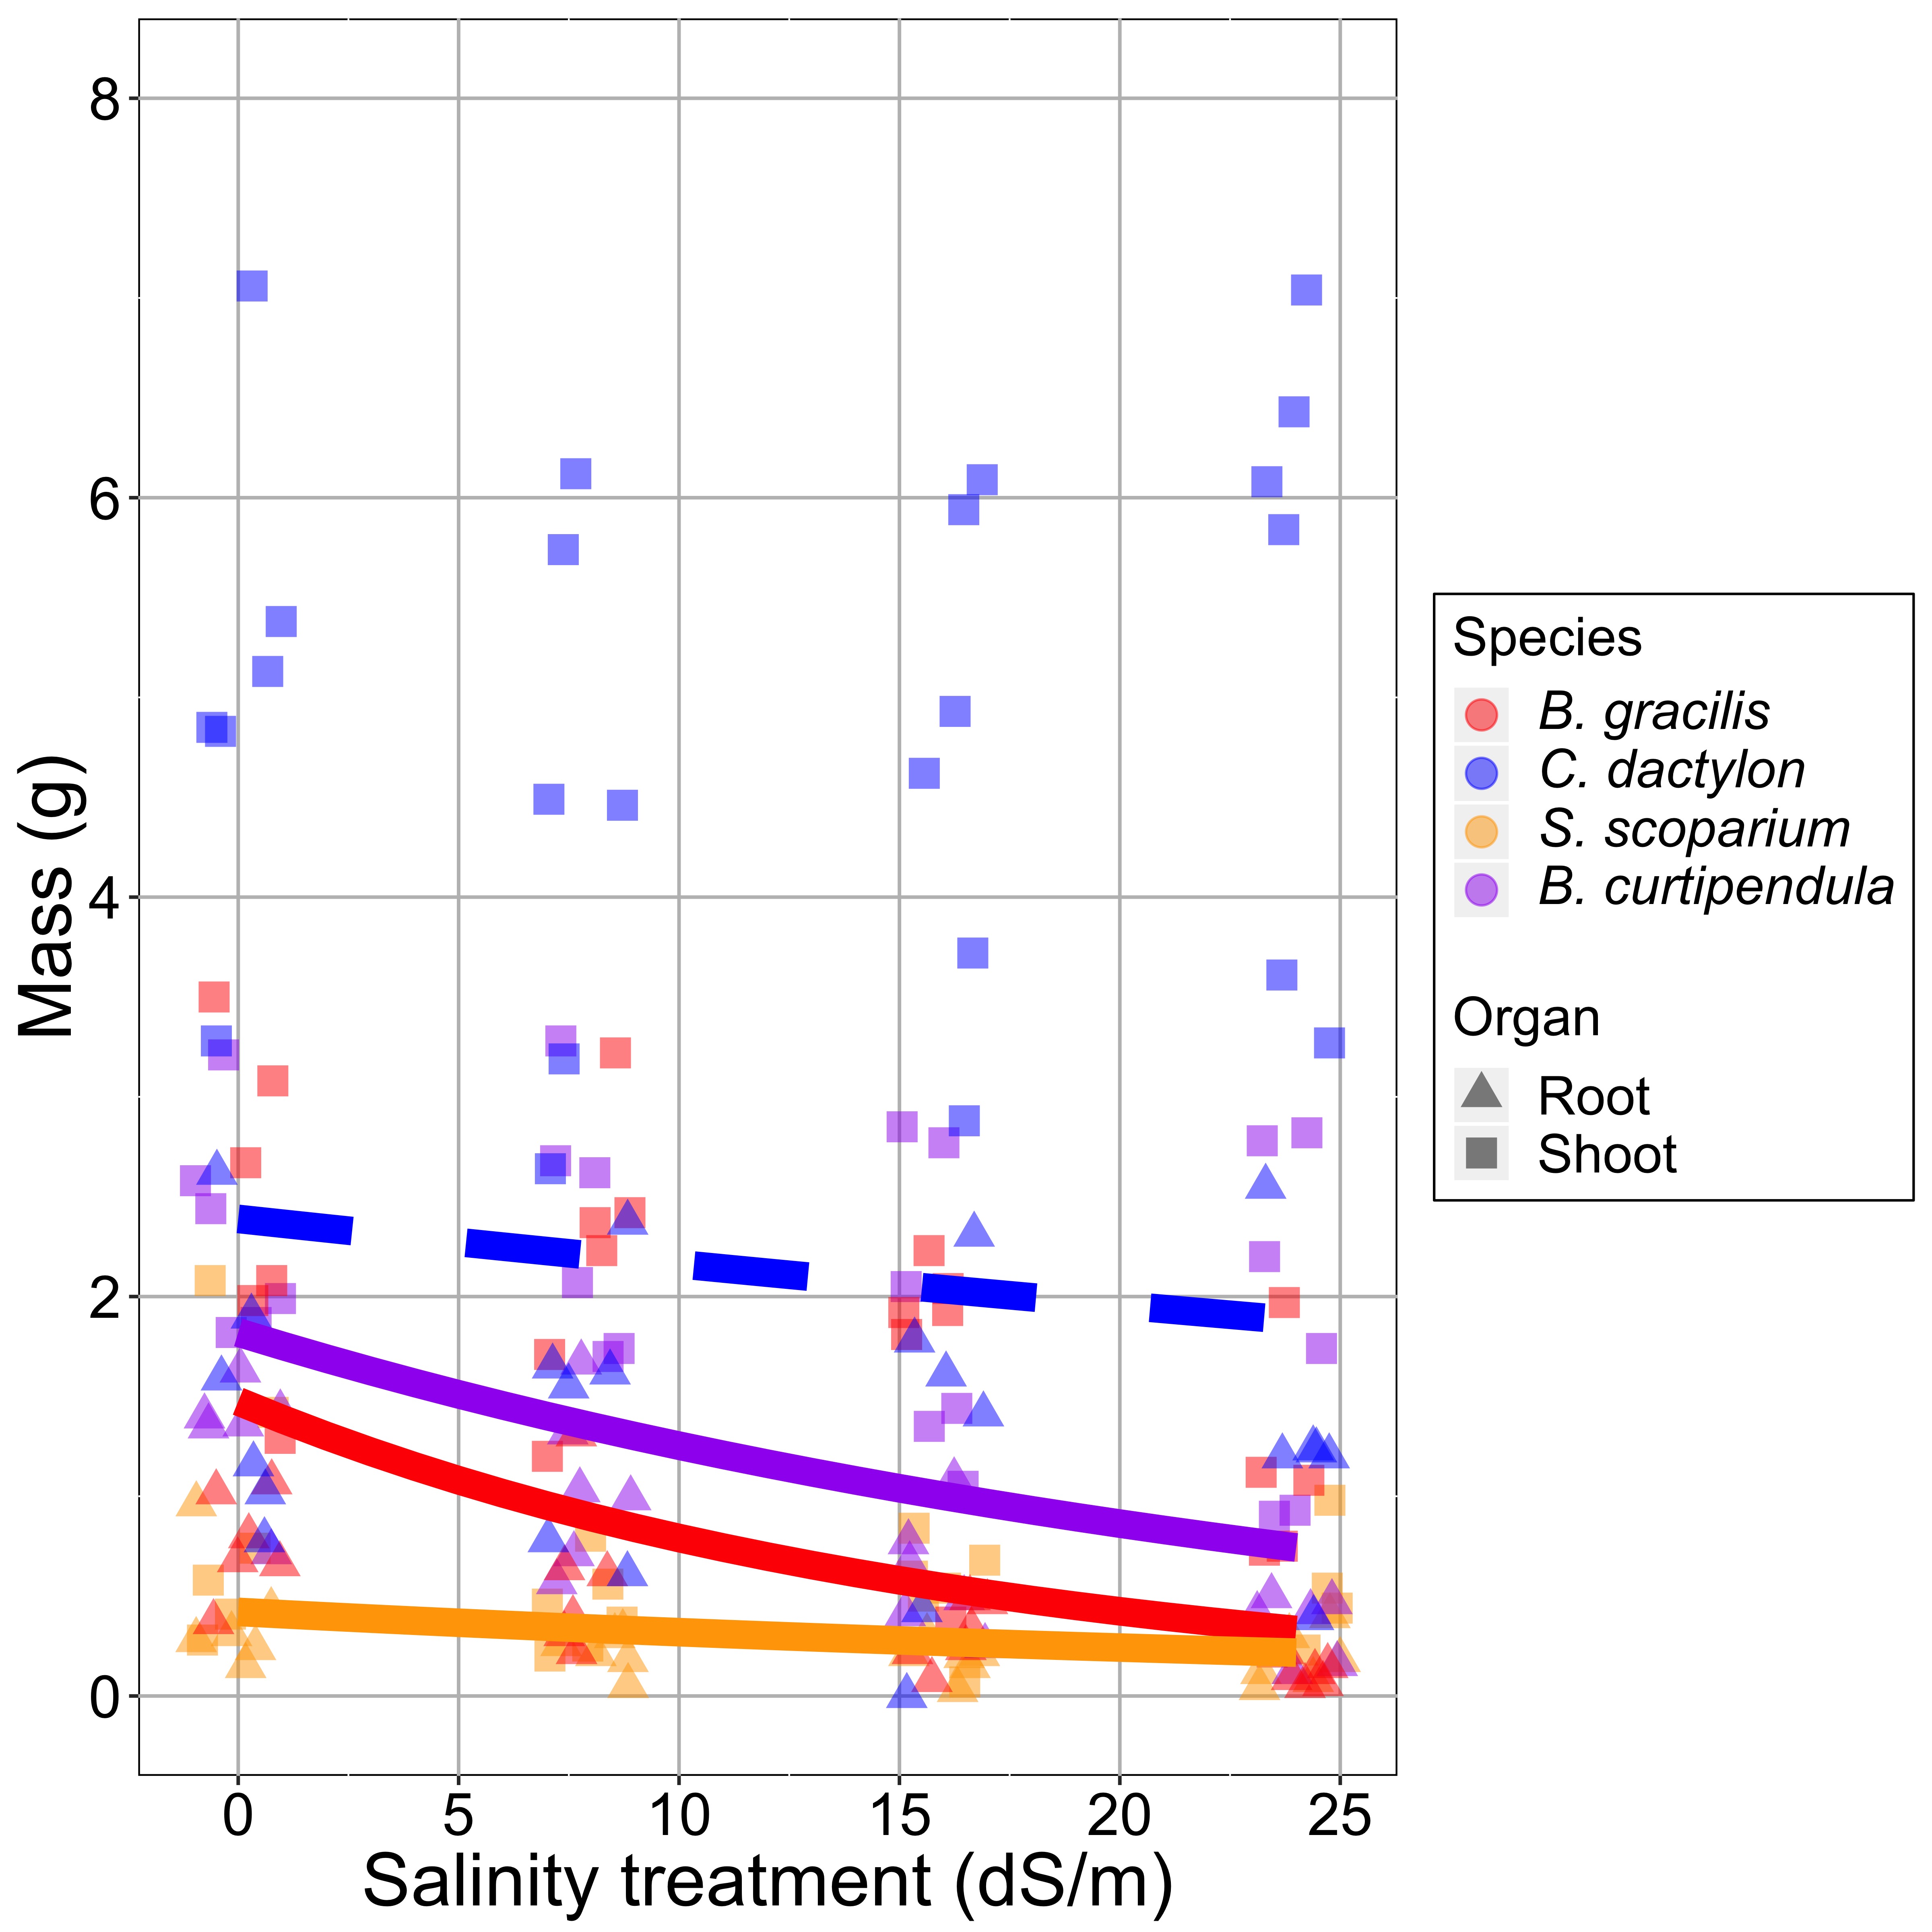 8
6
4
2
0
Mass (g)
0 5 10 15 20 25
Salinity treatment (dS/m)
Species
B. gracilis
C. dactylon
S. scoparium
B. curtipendula
Organ
Root
Shoot